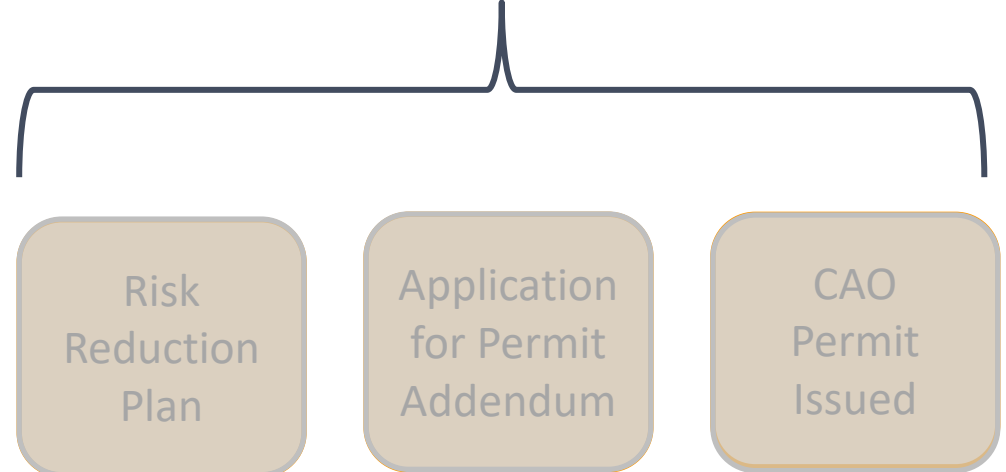 Risk
Reduction
Plan
Application
for Permit
Addendum
CAO
Permit
Issued